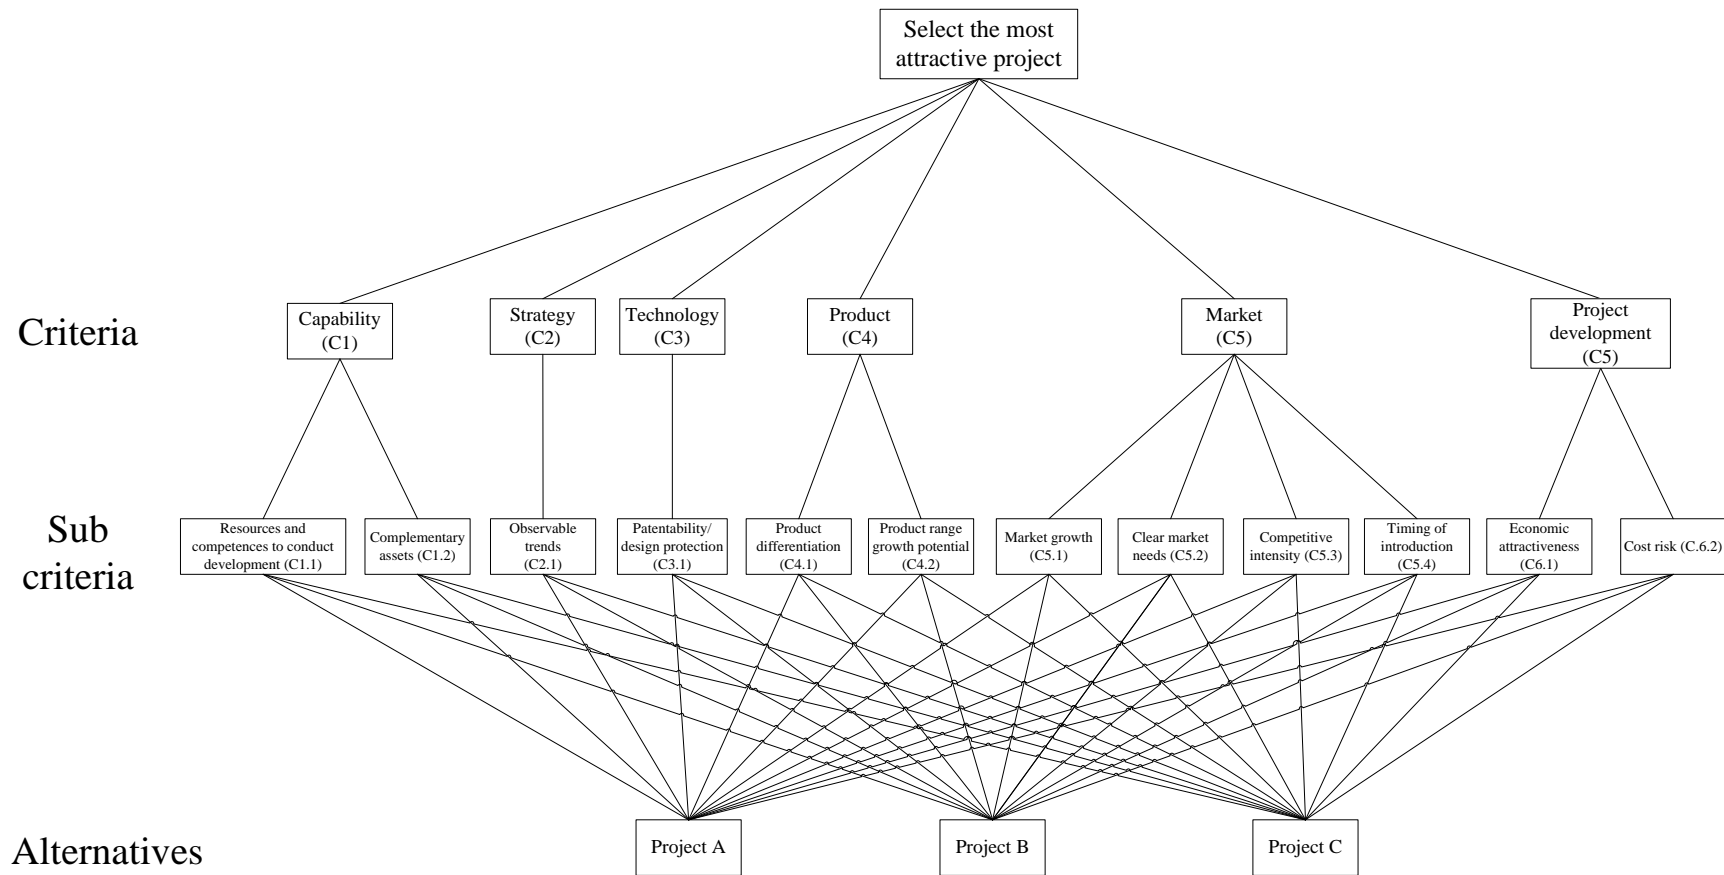 Select the most
attractive project
Criteria
Capability
(C1)
Strategy
(C2)
Technology
(C3)
Product
(C4)
Market
(C5)
Project
development
(C5)
Sub
criteria
Resources and
competences to conduct
development (C1.1)
Complementary
assets (C1.2)
Observable
trends
(C2.1)
Patentability/
design protection
(C3.1)
Product
differentiation
(C4.1)
Product range
growth potential
(C4.2)
Market growth
(C5.1)
Clear market
needs (C5.2)
Competitive
intensity (C5.3)
Timing of
introduction
(C5.4)
Economic
attractiveness
(C6.1)
Cost risk (C.6.2)
Alternatives
Project A
Project B
Project C